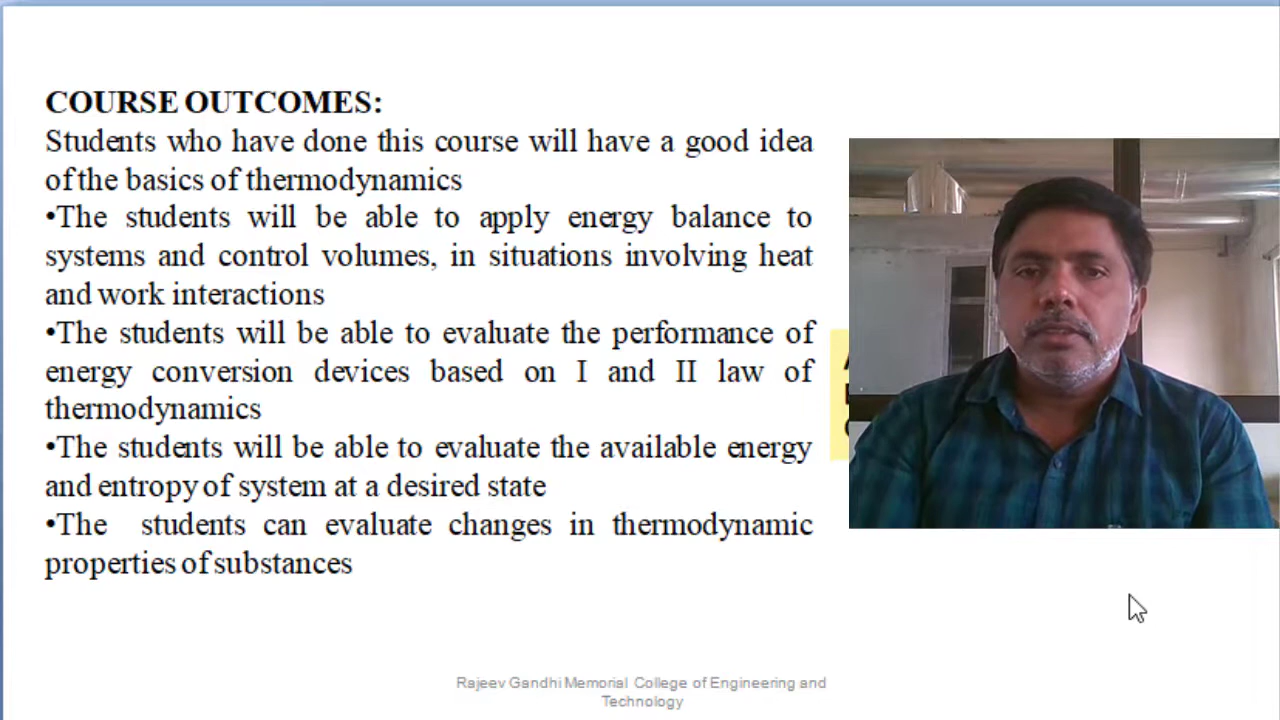 COURSE OUTCOMES:
Students who have done this course will have a good idea
of the basics of thermodynamics
•The students will be able to apply energy balance to
systems and control volumes, in situations involving heat
and work interactions
•The students will be able to evaluate the performance of
energy conversion devices based on I and II law of
thermodynamics
•The students will be able to evaluate the available energy
and entropy of system at a desired state
•The students can evaluate changes in thermodynamic
properties of substances
Rajeev Gandhi Memorial College of Engineering and
Technology